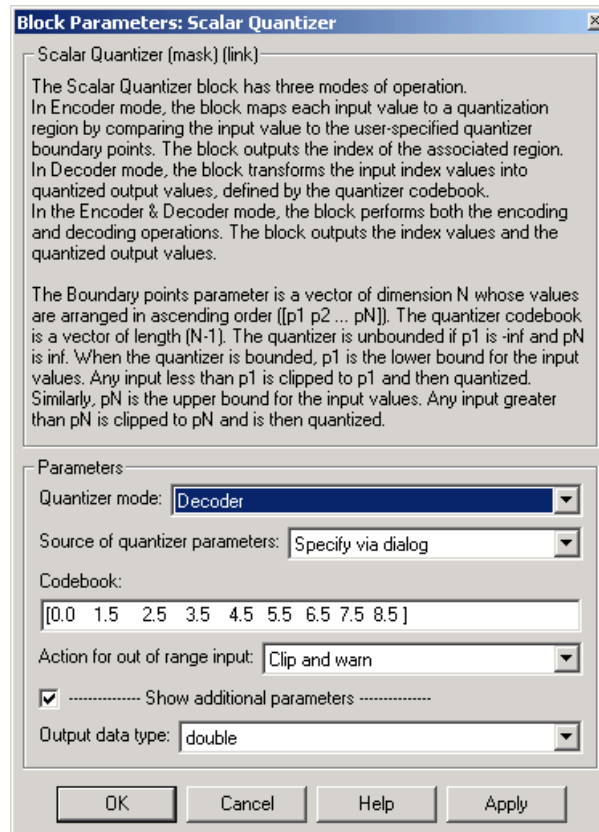 Block Parameters: Scalar Quantizer
Scalar Quantizer (mask) (link)
The Scalar Quantizer block has three modes of operation.
In Encoder mode, the block maps each input value to a quantization
region by comparing the input value to the user-specified quantizer
boundary points. The block outputs the index of the associated region.
In Decoder mode, the block transforms the input index values into
quantized output values, defined by the quantizer codebook.
In the Encoder & Decoder mode, the block performs both the encoding
and decoding operations. The block outputs the index values and the
quantized output values.
The Boundary points parameter is a vector of dimension N whose values
are arranged in ascending order ([p1 p2 ... pN]). The quantizer codebook
is a vector of length (N-1). The quantizer is unbounded if p1 is -inf and pN
is inf. When the quantizer is bounded, p1 is the lower bound for the input
values. Any input less than p1 is clipped to p1 and then quantized.
Similarly, pN is the upper bound for the input values. Any input greater
than pN is clipped to pN and is then quantized.
Parameters
Quantizer mode: Decoder
Source of quantizer parameters: Specify via dialog
Codebook:
[0.0 1.5 2.5 3.5 4.5 5.5 6.5 7.5 8.5 ]
Action for out of range input: Clip and warn
-------------- Show additional parameters --------------
Output data type: double
OK Cancel Help Apply